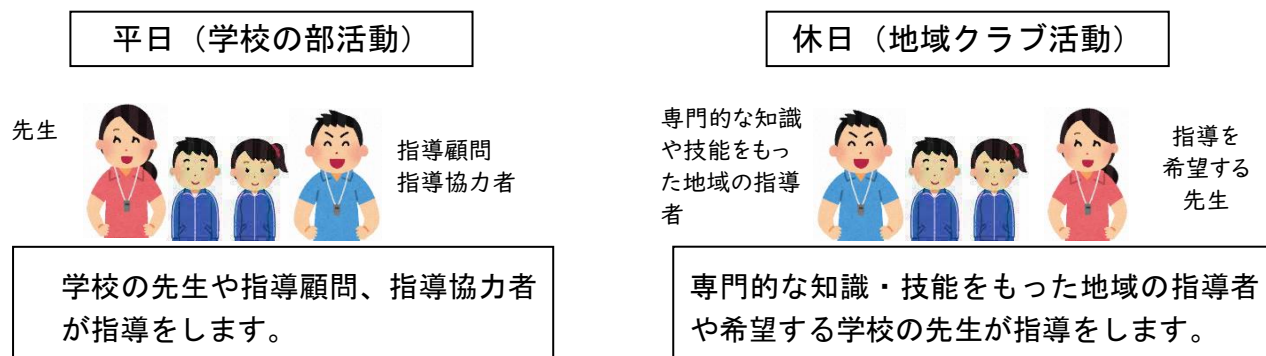 平日（学校の部活動）
先生
指導顧問
指導協力者
学校の先生や指導顧問、指導協力者
が指導をします。
休日（地域クラブ活動）
専門的な知識
や技能をもっ
た地域の指導
者
指導を
希望する
先生
専門的な知識・技能をもった地域の指導者
や希望する学校の先生が指導をします。